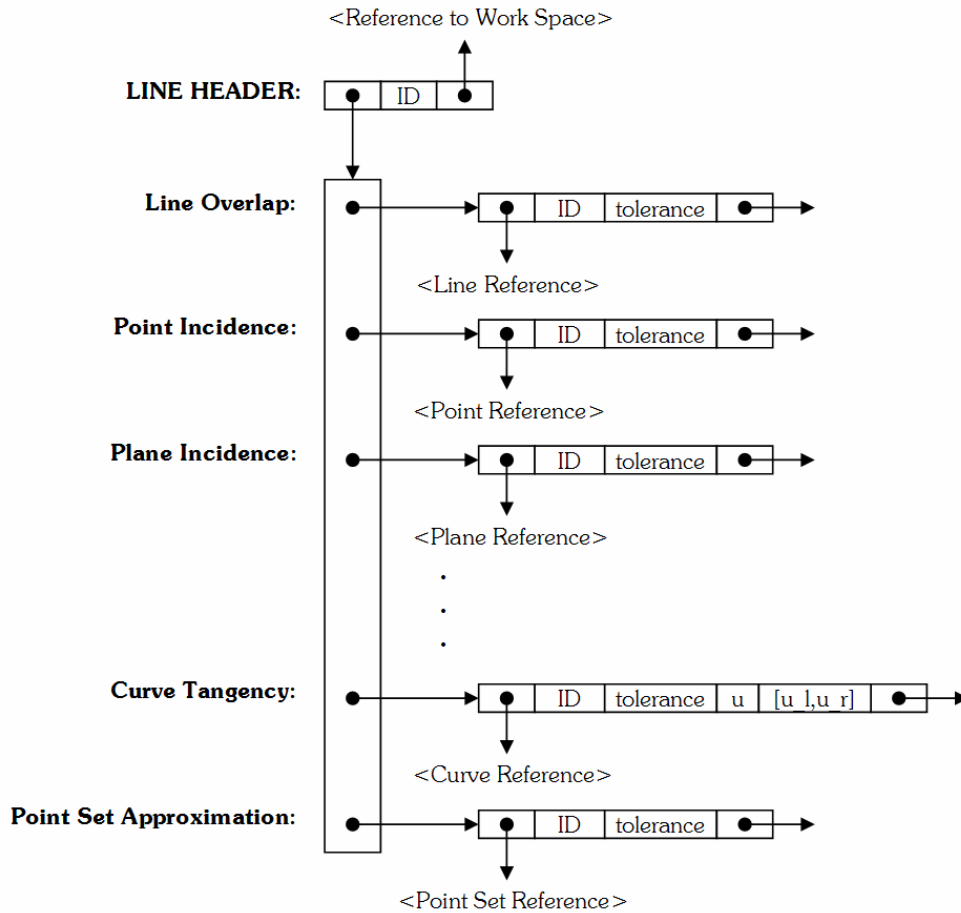 <Reference to Work Space>
LINE HEADER: ID
Line Overlap: ID tolerance
<Line Reference>
Point Incidence: ID tolerance
<Point Reference>
Plane Incidence: ID tolerance
<Plane Reference>
.
.
.
Curve Tangency: ID tolerance u [u_l,u_r]
<Curve Reference>
Point Set Approximation: ID tolerance
<Point Set Reference>